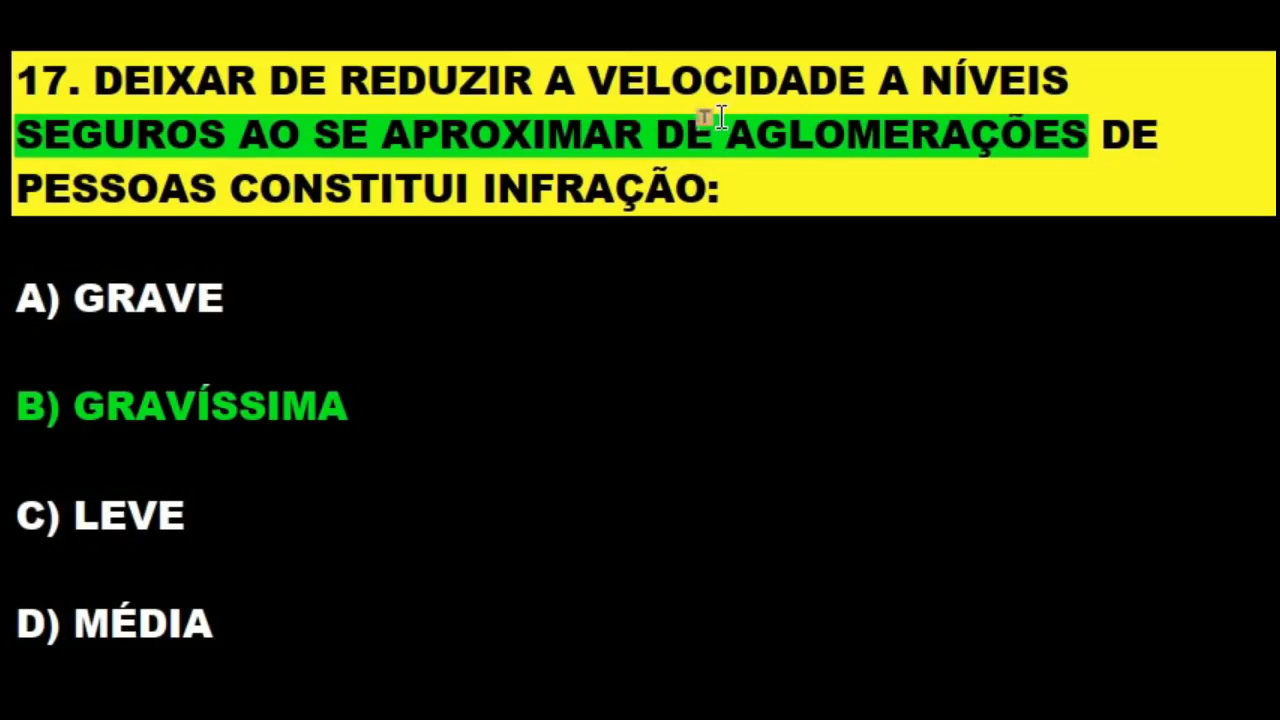 17. DEIXAR DE REDUZIR A VELOCIDADE A NÍVEIS
SEGUROS AO SE APROXIMAR DE AGLOMERAÇÕES DE
PESSOAS CONSTITUI INFRAÇÃO:
A) GRAVE
B) GRAVÍSSIMA
C) LEVE
D) MÉDIA